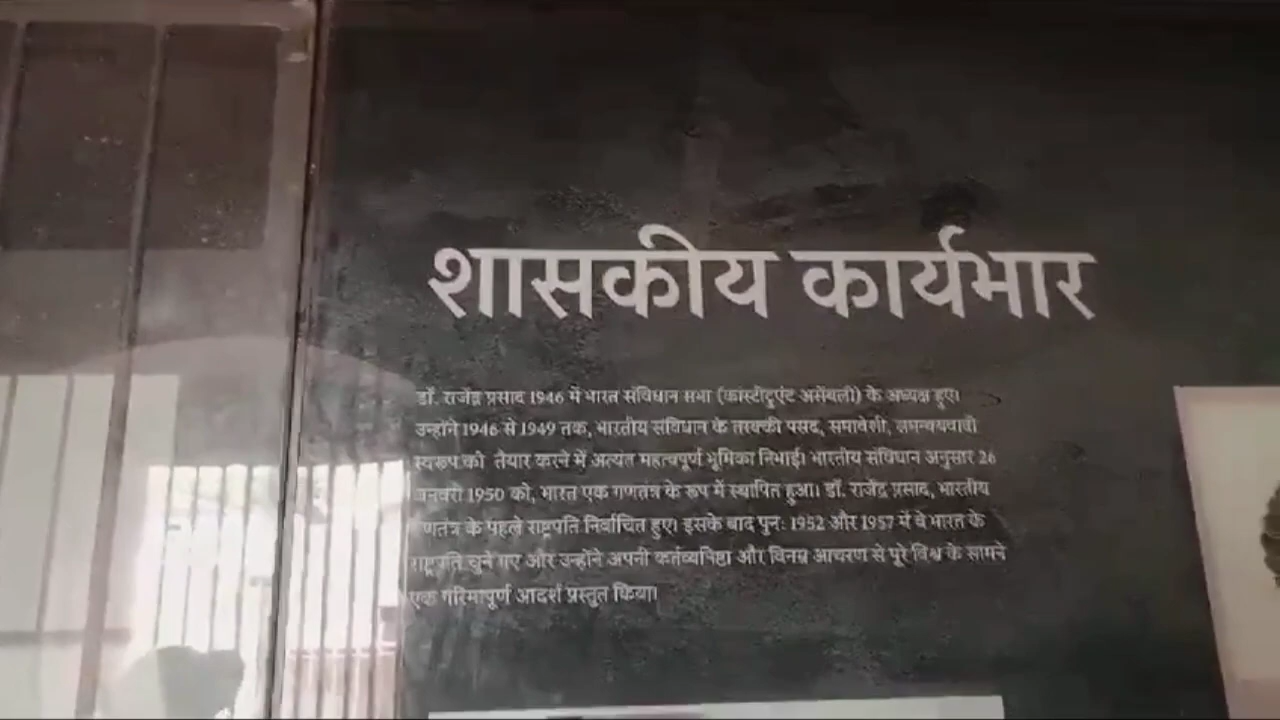 शासकीय कार्यभार
डॉ. राजेंद्र प्रसाद 1946 में भारत संविधान सभा (कांस्टीटुएंट असेंबली) के अध्यक्ष हुए।
उन्होंने 1946 से 1949 तक, भारतीय संविधान के तरक्की पसंद, समावेशी, समन्वयवादी
स्वरूप को तैयार करने में अत्यंत महत्वपूर्ण भूमिका निभाई। भारतीय संविधान अनुसार 26
जनवरी 1950 को, भारत एक गणतंत्र के रूप में स्थापित हुआ। डॉ. राजेंद्र प्रसाद, भारतीय
गणतंत्र के पहले राष्ट्रपति निर्वाचित हुए। इसके बाद पुन: 1952 और 1957 में वे भारत के
राष्ट्रपति चुने गए और उन्होंने अपनी कर्तव्यनिष्ठा और विनम्र आचरण से पूरे विश्व के सामने
एक गरिमापूर्ण आदर्श प्रस्तुत किया।